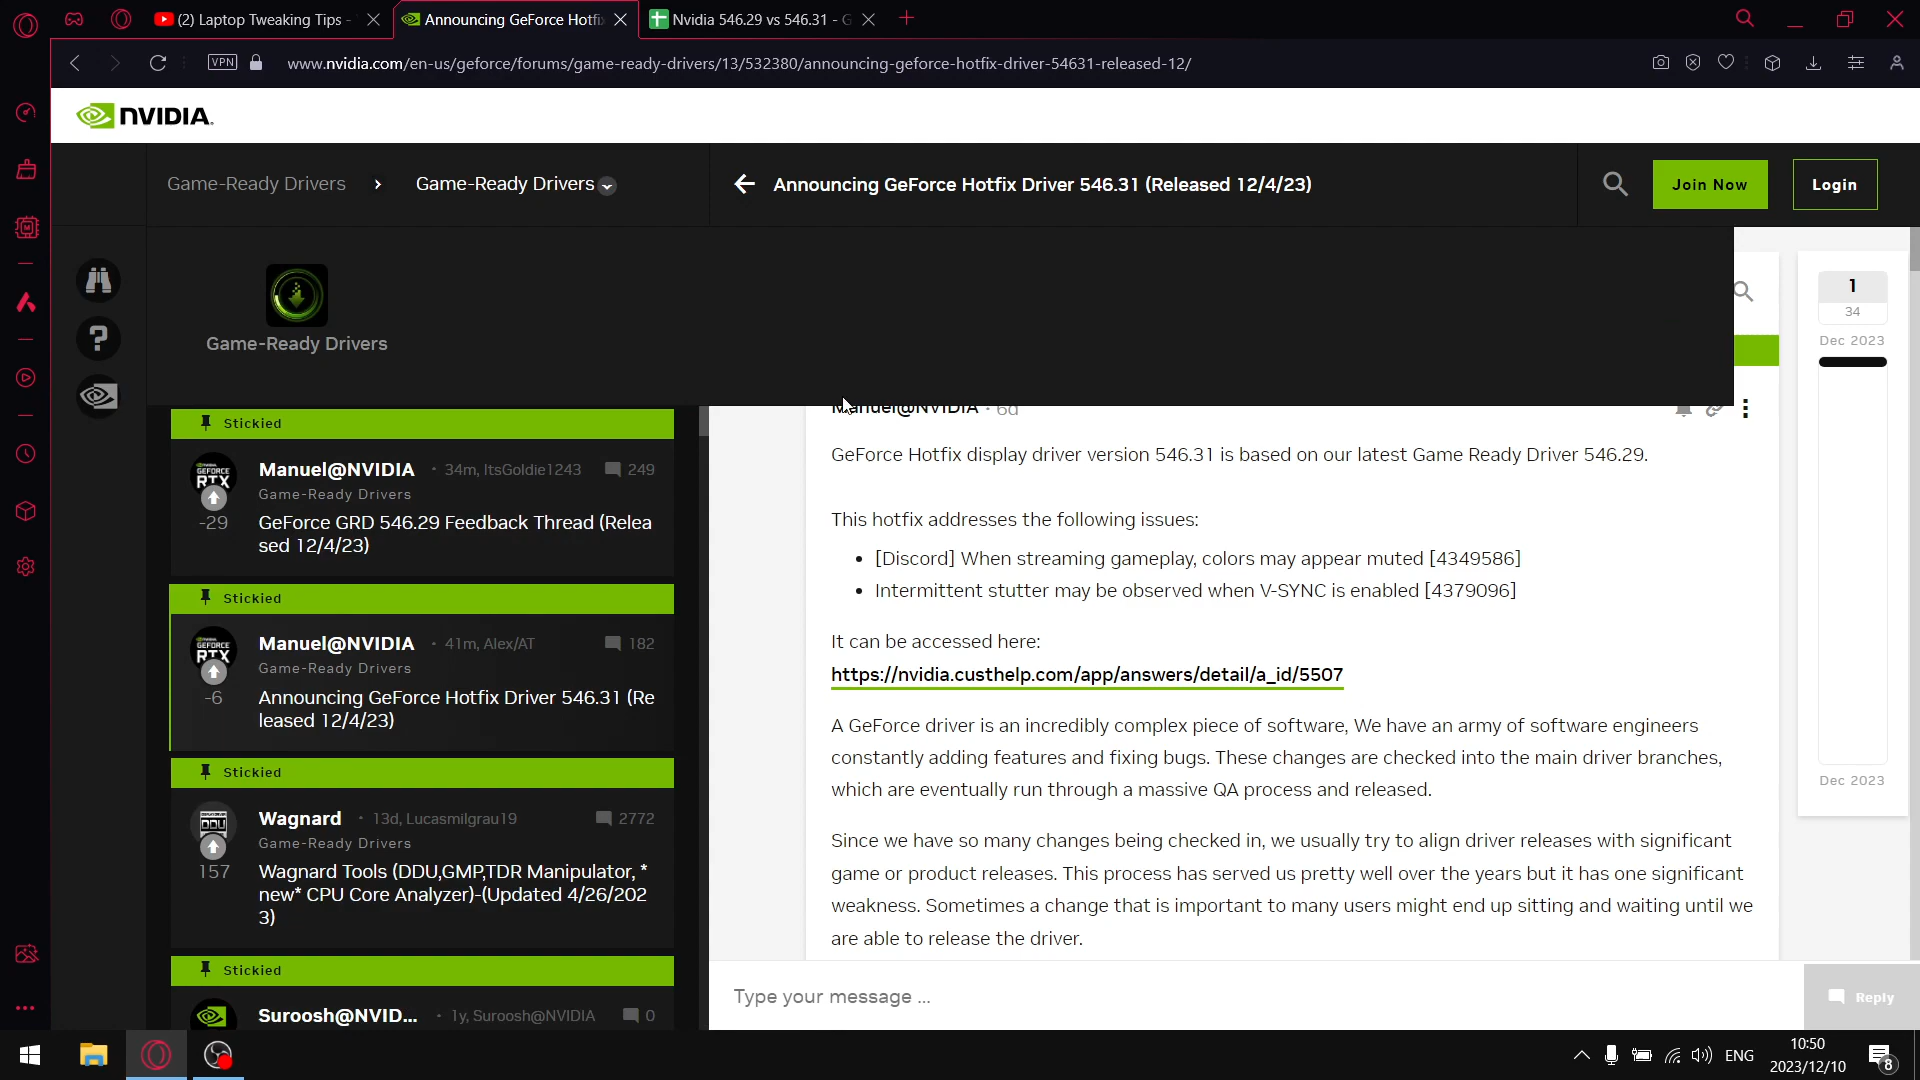 (2) Laptop Tweaking Tips -
Announcing GeForce Hotfi
Nvidia 546.29 vs 546.31 - G
VPN
www.nvidia.com/en-us/geforce/forums/game-ready-drivers/13/532380/announcing-geforce-hotfix-driver-54631-released-12/
NVIDIA.
Game-Ready Drivers
Game-Ready Drivers
Announcing GeForce Hotfix Driver 546.31 (Released 12/4/23)
Join Now
Login
Game-Ready Drivers
Stickied
GEFORCE
RTX
Manuel@NVIDIA · 34m, ItsGoldie1243 249
Game-Ready Drivers
-29
GeForce GRD 546.29 Feedback Thread (Relea
sed 12/4/23)
Stickied
GEFORCE
RTX
Manuel@NVIDIA · 41m, Alex/AT 182
Game-Ready Drivers
-6
Announcing GeForce Hotfix Driver 546.31 (Re
leased 12/4/23)
Stickied
DDU
Wagnard · 13d, Lucasmilgrau19 2772
Game-Ready Drivers
157
Wagnard Tools (DDU,GMP,TDR Manipulator, *
new* CPU Core Analyzer)-(Updated 4/26/202
3)
Stickied
Suroosh@NVID... · 1y, Suroosh@NVIDIA 0
Manuel@NVIDIA · 6d
GeForce Hotfix display driver version 546.31 is based on our latest Game Ready Driver 546.29.
This hotfix addresses the following issues:
• [Discord] When streaming gameplay, colors may appear muted [4349586]
• Intermittent stutter may be observed when V-SYNC is enabled [4379096]
It can be accessed here:
https://nvidia.custhelp.com/app/answers/detail/a_id/5507
A GeForce driver is an incredibly complex piece of software, We have an army of software engineers
constantly adding features and fixing bugs. These changes are checked into the main driver branches,
which are eventually run through a massive QA process and released.
Since we have so many changes being checked in, we usually try to align driver releases with significant
game or product releases. This process has served us pretty well over the years but it has one significant
weakness. Sometimes a change that is important to many users might end up sitting and waiting until we
are able to release the driver.
1
34
Dec 2023
Dec 2023
Type your message ...
Reply
ENG
10:50
2023/12/10
8